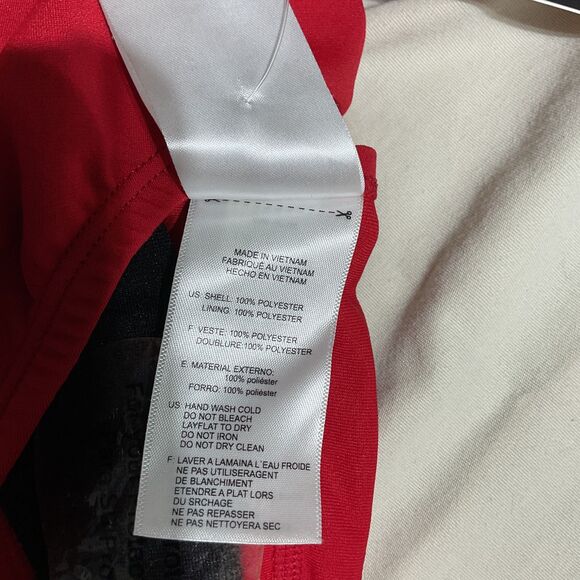 MADE IN VIETNAM
FABRIQUÉ AU VIETNAM
HECHO EN VIETNAM
US: SHELL: 100% POLYESTER
LINING: 100% POLYESTER
F: VESTE: 100% POLYESTER
DOUBLURE:100% POLYESTER
E: MATERIAL EXTERNO:
100% poliéster
FORRO: 100% poliéster
US: HAND WASH COLD
DO NOT BLEACH
LAYFLAT TO DRY
DO NOT IRON
DO NOT DRY CLEAN
F: LAVER A LAMAINA L'EAU FROIDE
NE PAS UTILISERAGENT
DE BLANCHIMENT
ETENDRE A PLAT LORS
DU SRCHAGE
NE PAS REPASSER
NE PAS NETTOYERA SEC